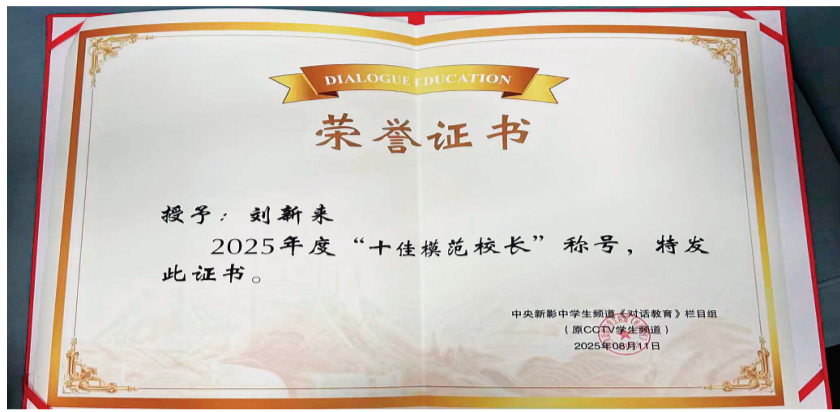 DIALOGUE EDUCATION
荣誉证书
授予：刘新来
2025年度“十佳模范校长”称号，特发
此证书。
中央新影中学生频道《对话教育》栏目组
（原CCTV学生频道）
2025年08月11日